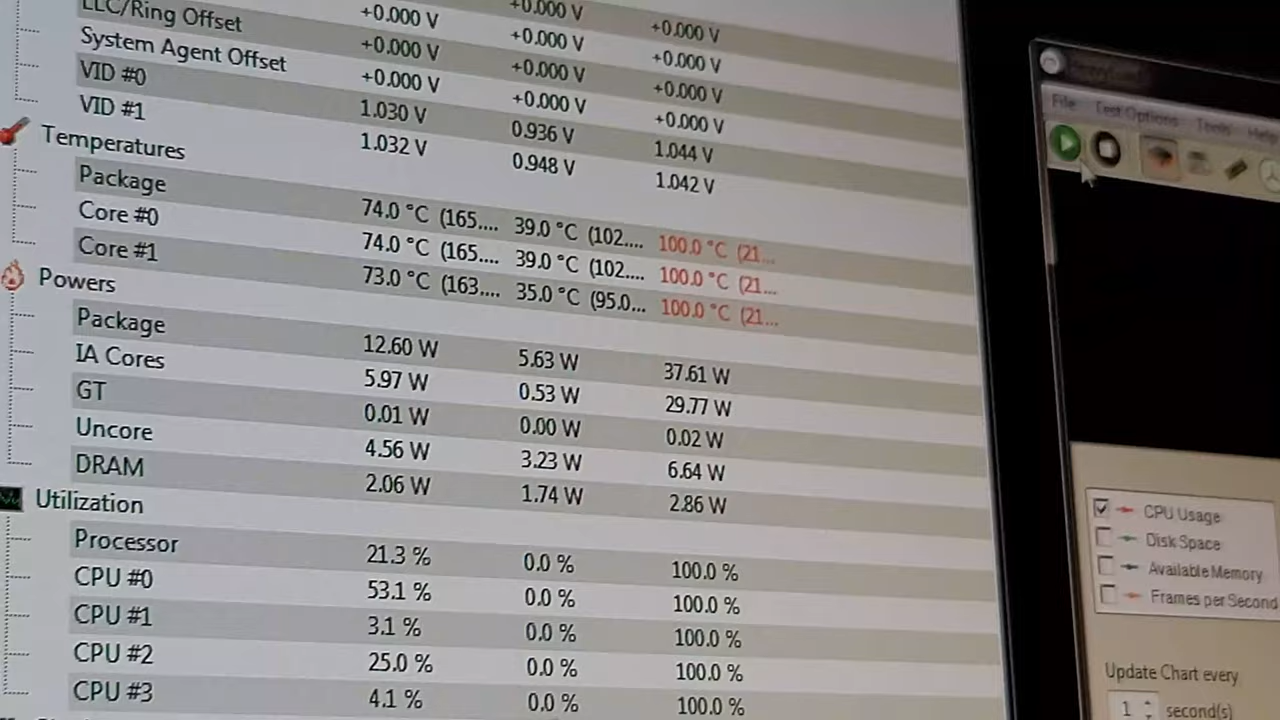 LLC/Ring Offset +0.000 V +0.000 V +0.000 V
System Agent Offset +0.000 V +0.000 V +0.000 V
VID #0 +0.000 V +0.000 V +0.000 V
VID #1 1.030 V +0.000 V +0.000 V
Temperatures 1.032 V 0.936 V 1.044 V
0.948 V 1.042 V
Package 74.0 °C (165.... 39.0 °C (102.... 100.0 °C (21...
Core #0 74.0 °C (165.... 39.0 °C (102.... 100.0 °C (21...
Core #1 73.0 °C (163.... 35.0 °C (95.0... 100.0 °C (21...
Powers
Package 12.60 W 5.63 W 37.61 W
IA Cores 5.97 W 0.53 W 29.77 W
GT 0.01 W 0.00 W 0.02 W
Uncore 4.56 W 3.23 W 6.64 W
DRAM 2.06 W 1.74 W 2.86 W
Utilization
Processor 21.3 % 0.0 % 100.0 %
CPU #0 53.1 % 0.0 % 100.0 %
CPU #1 3.1 % 0.0 % 100.0 %
CPU #2 25.0 % 0.0 % 100.0 %
CPU #3 4.1 % 0.0 % 100.0 %
File Test Options Tools Help
CPU Usage
Disk Space
Available Memory
Frames per Second
Update Chart every
1 second(s)